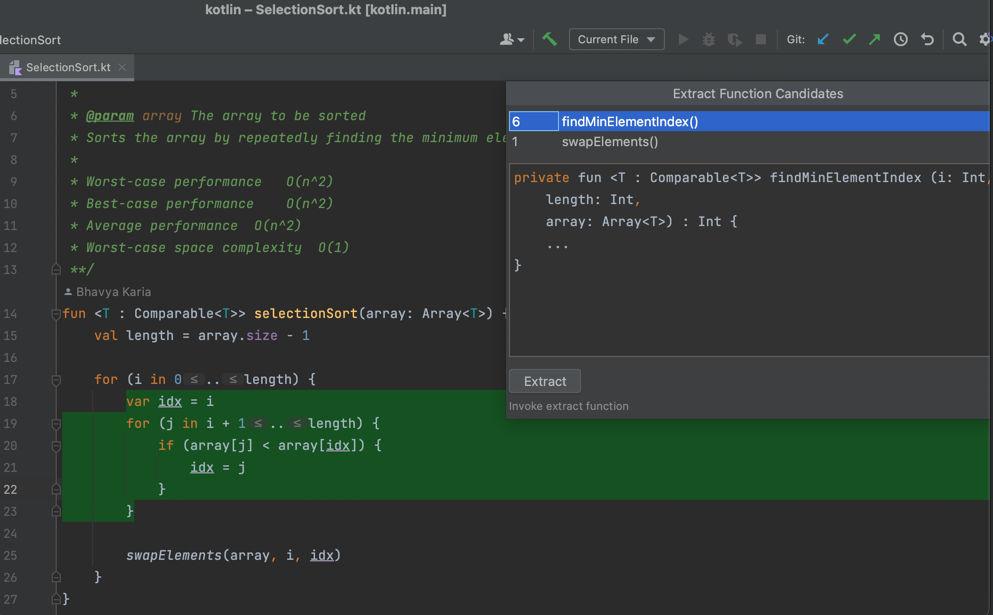 kotlin – SelectionSort.kt [kotlin.main]
lectionSort
Current File
Git:
SelectionSort.kt
5 *
6 * @param array The array to be sorted
7 * Sorts the array by repeatedly finding the minimum ele
8 *
9 * Worst-case performance   O(n^2)
10 * Best-case performance    O(n^2)
11 * Average performance  O(n^2)
12 * Worst-case space complexity  O(1)
13 **/
Bhavya Karia
14 fun <T : Comparable<T>> selectionSort(array: Array<T>) {
15     val length = array.size - 1
16
17     for (i in 0 ≤ .. ≤ length) {
18         var idx = i
19         for (j in i + 1 ≤ .. ≤ length) {
20             if (array[j] < array[idx]) {
21                 idx = j
22             }
23         }
24
25         swapElements(array, i, idx)
26     }
27 }
Extract Function Candidates
6 findMinElementIndex()
1 swapElements()
private fun <T : Comparable<T>> findMinElementIndex (i: Int,
    length: Int,
    array: Array<T>) : Int {
    ...
}
Extract
Invoke extract function